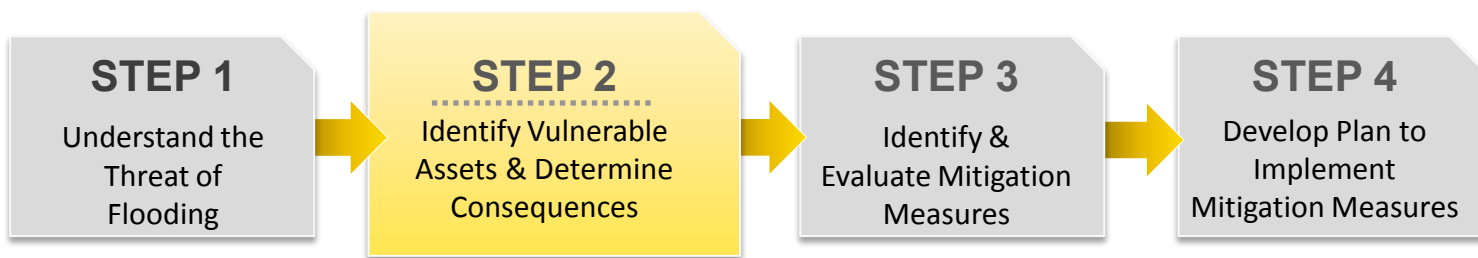 STEP 1
Understand the
Threat of
Flooding
STEP 2
Identify Vulnerable
Assets & Determine
Consequences
STEP 3
Identify &
Evaluate Mitigation
Measures
STEP 4
Develop Plan to
Implement
Mitigation Measures